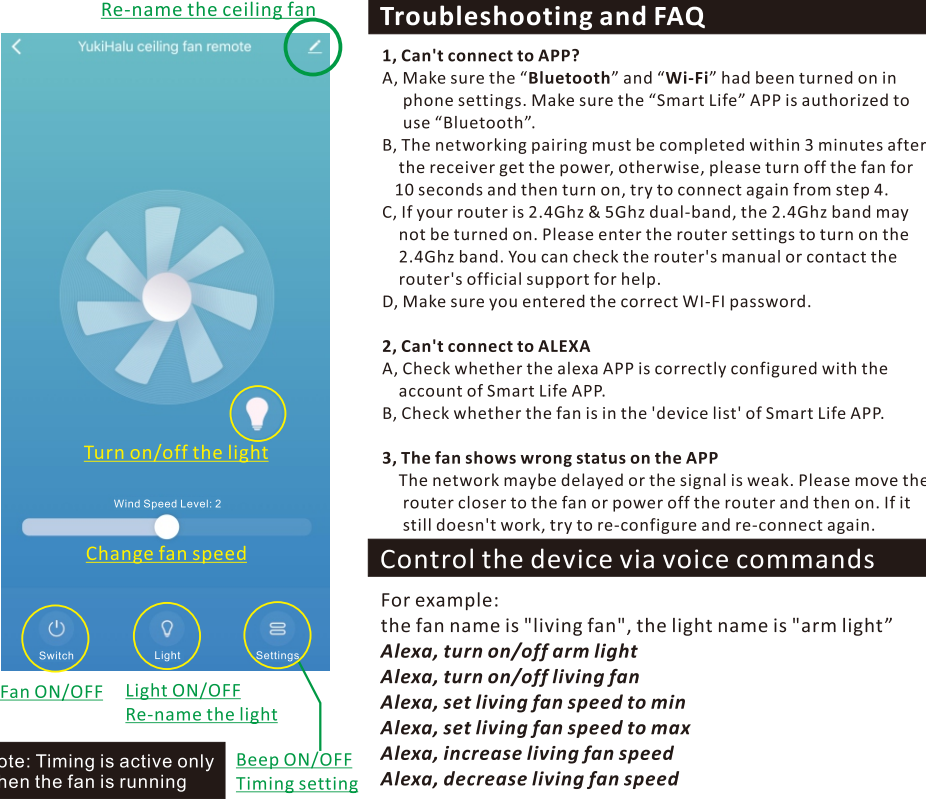 Re-name the ceiling fan
YukiHalu ceiling fan remote
Turn on/off the light
Wind Speed Level: 2
Change fan speed
Switch
Light
Settings
Fan ON/OFF
Light ON/OFF
Re-name the light
Beep ON/OFF
Timing setting
ote: Timing is active only
hen the fan is running
Troubleshooting and FAQ
1, Can't connect to APP?
A, Make sure the “Bluetooth” and “Wi-Fi” had been turned on in
phone settings. Make sure the “Smart Life” APP is authorized to
use “Bluetooth”.
B, The networking pairing must be completed within 3 minutes after
the receiver get the power, otherwise, please turn off the fan for
10 seconds and then turn on, try to connect again from step 4.
C, If your router is 2.4Ghz & 5Ghz dual-band, the 2.4Ghz band may
not be turned on. Please enter the router settings to turn on the
2.4Ghz band. You can check the router's manual or contact the
router's official support for help.
D, Make sure you entered the correct WI-FI password.
2, Can't connect to ALEXA
A, Check whether the alexa APP is correctly configured with the
account of Smart Life APP.
B, Check whether the fan is in the 'device list' of Smart Life APP.
3, The fan shows wrong status on the APP
The network maybe delayed or the signal is weak. Please move the
router closer to the fan or power off the router and then on. If it
still doesn't work, try to re-configure and re-connect again.
Control the device via voice commands
For example:
the fan name is "living fan", the light name is "arm light”
Alexa, turn on/off arm light
Alexa, turn on/off living fan
Alexa, set living fan speed to min
Alexa, set living fan speed to max
Alexa, increase living fan speed
Alexa, decrease living fan speed